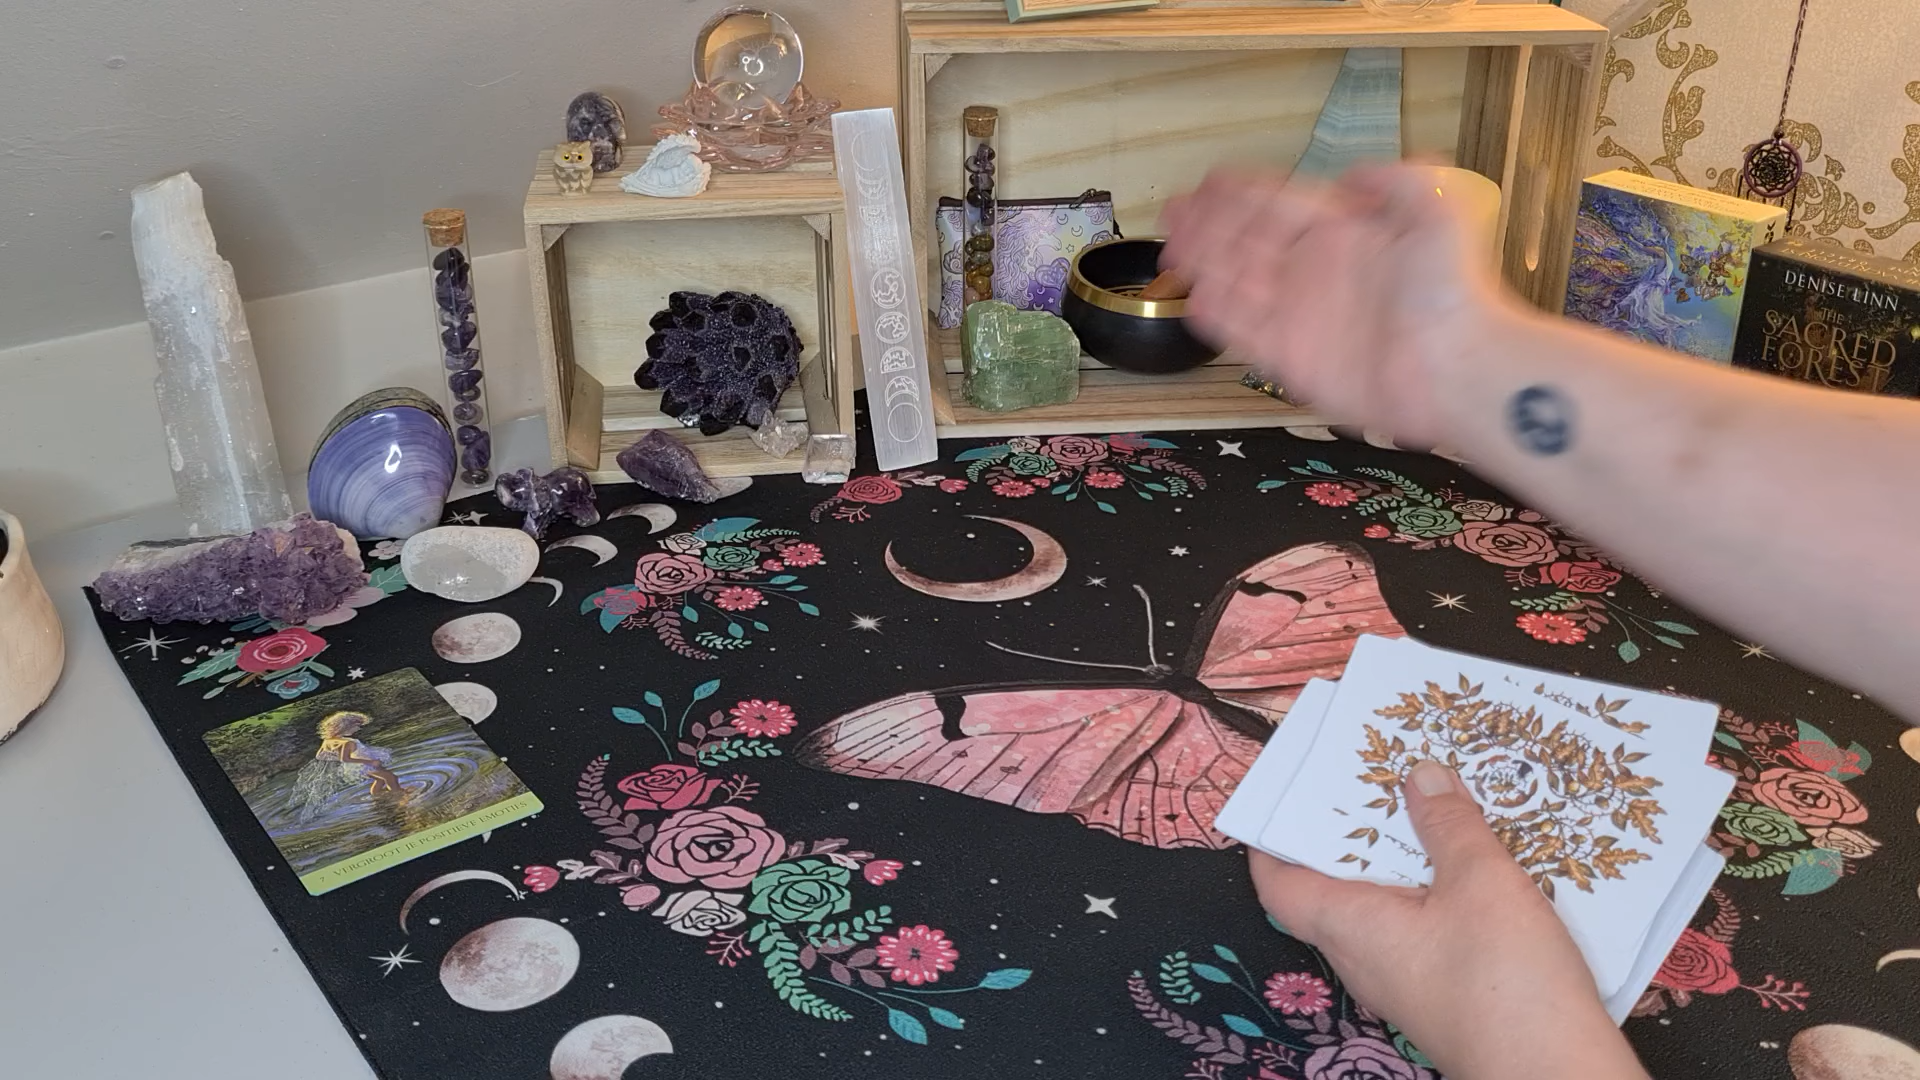 DENISE LINN
THE
SACRED
FOREST
7 VERGROOT JE POSITIEVE EMOTIES